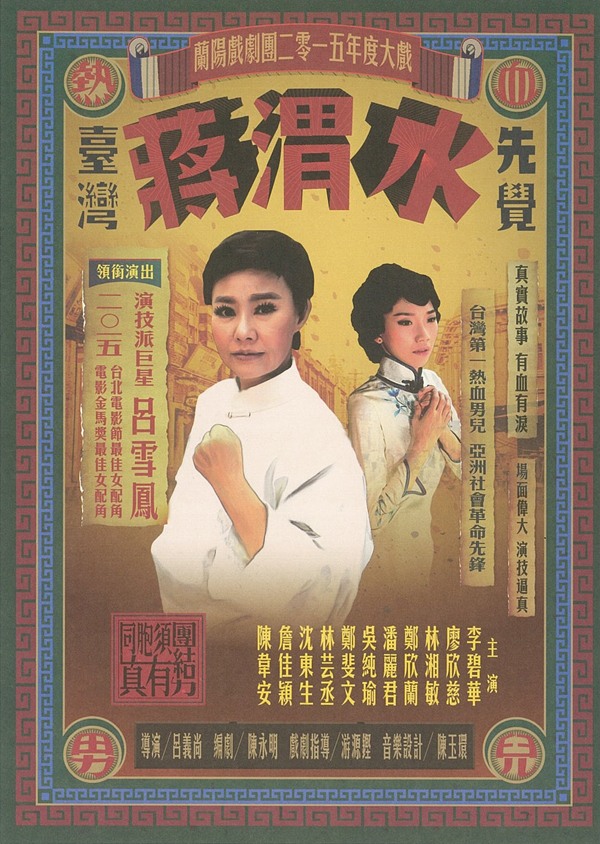 蘭陽戲劇團二零一五年度大戲
熱
血
臺灣
蔣渭水
先覺
真實故事 有血有淚
場面偉大 演技逼真
台灣第一 熱血男兒 亞洲社會革命先鋒
領銜演出
演技派巨星 呂雪鳳
二〇一五
台北電影節最佳女配角
電影金馬獎最佳女配角
主演
李碧華
廖欣慈
林湘敏
鄭欣蘭
潘麗君
吳純瑜
鄭斐文
林芸丞
沈東生
詹佳穎
陳韋安
同胞須團結
真有力
男
児
導演／呂義尚 編劇／陳永明 戲劇指導／游源鏗 音樂設計／陳玉環